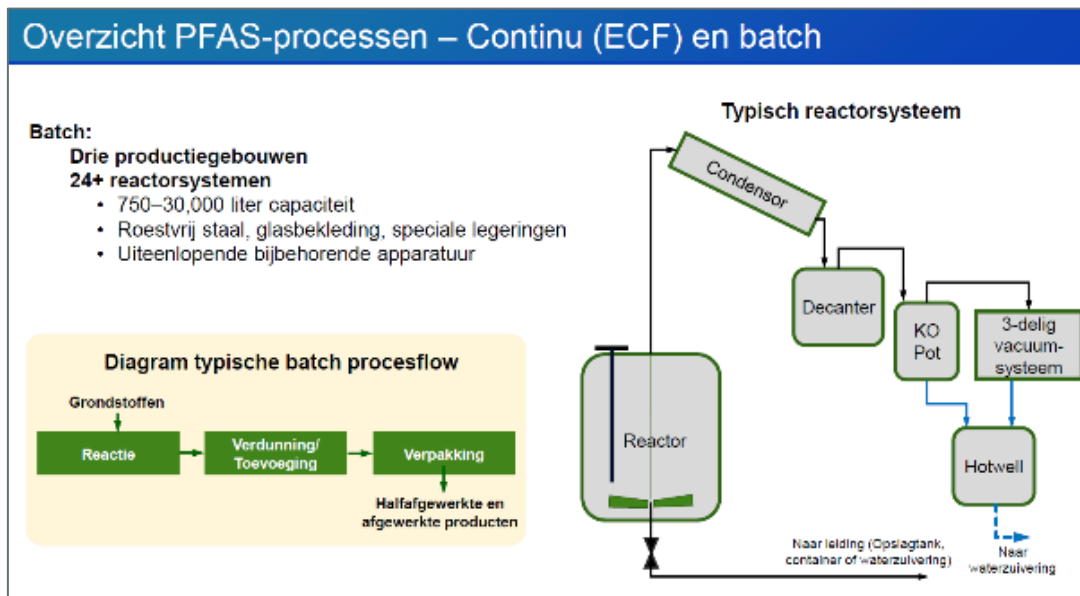 Overzicht PFAS-processen – Continu (ECF) en batch
Batch:
Drie productiegebouwen
24+ reactorsystemen
• 750–30,000 liter capaciteit
• Roestvrij staal, glasbekleding, speciale legeringen
• Uiteenlopende bijbehorende apparatuur
Diagram typische batch procesflow
Grondstoffen
Reactie
Verdunning/
Toevoeging
Verpakking
Halfafgewerkte en
afgewerkte producten
Typisch reactorsysteem
Condensor
Decanter
KO
Pot
3-delig
vacuum-
systeem
Reactor
Hotwell
Naar leiding (Opslagtank,
container of waterzuivering)
Naar
waterzuivering